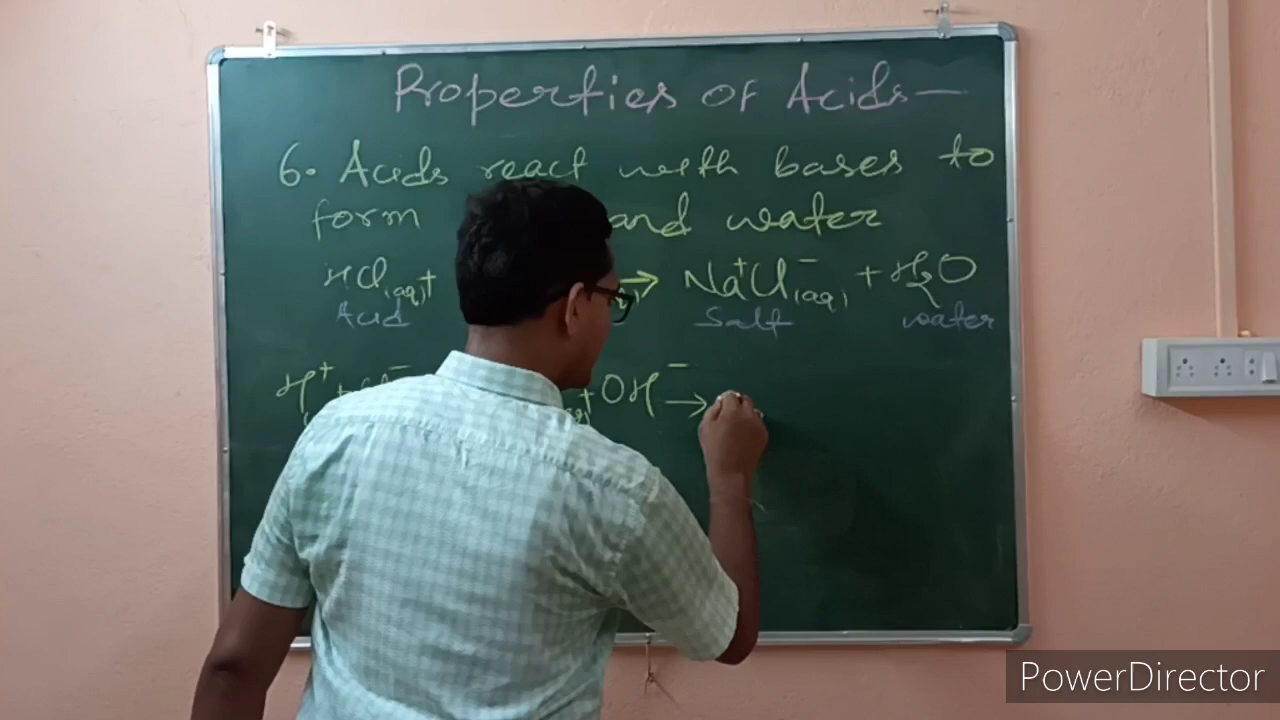 Properties of Acids—
6. Acids react with bases to
form and water
HCl(aq) + → Na⁺Cl⁻(aq) + H₂O
Acid Salt water
H⁺ + + OH⁻ →
PowerDirector